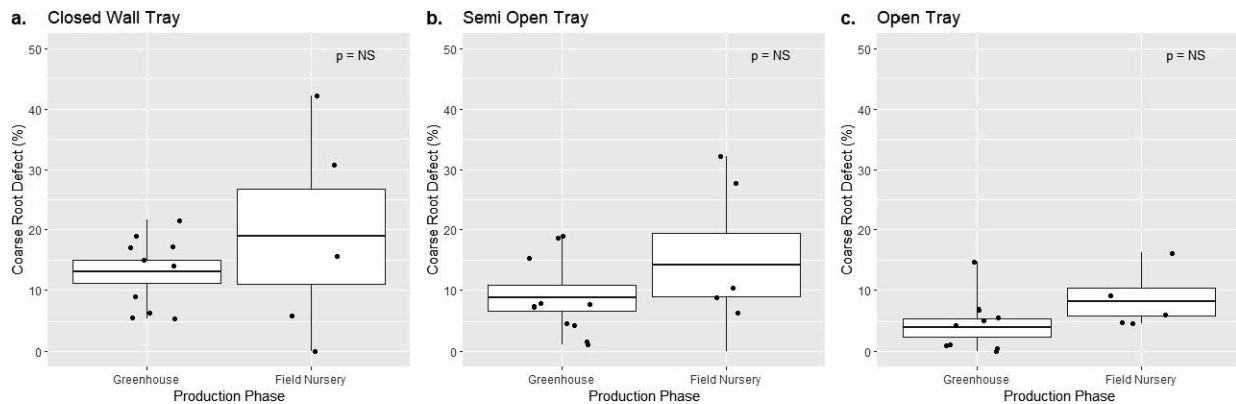 a. Closed Wall Tray
p = NS
50
40
30
20
10
0
Coarse Root Defect (%)
Greenhouse Field Nursery
Production Phase
b. Semi Open Tray
p = NS
50
40
30
20
10
0
Coarse Root Defect (%)
Greenhouse Field Nursery
Production Phase
c. Open Tray
p = NS
50
40
30
20
10
0
Coarse Root Defect (%)
Greenhouse Field Nursery
Production Phase